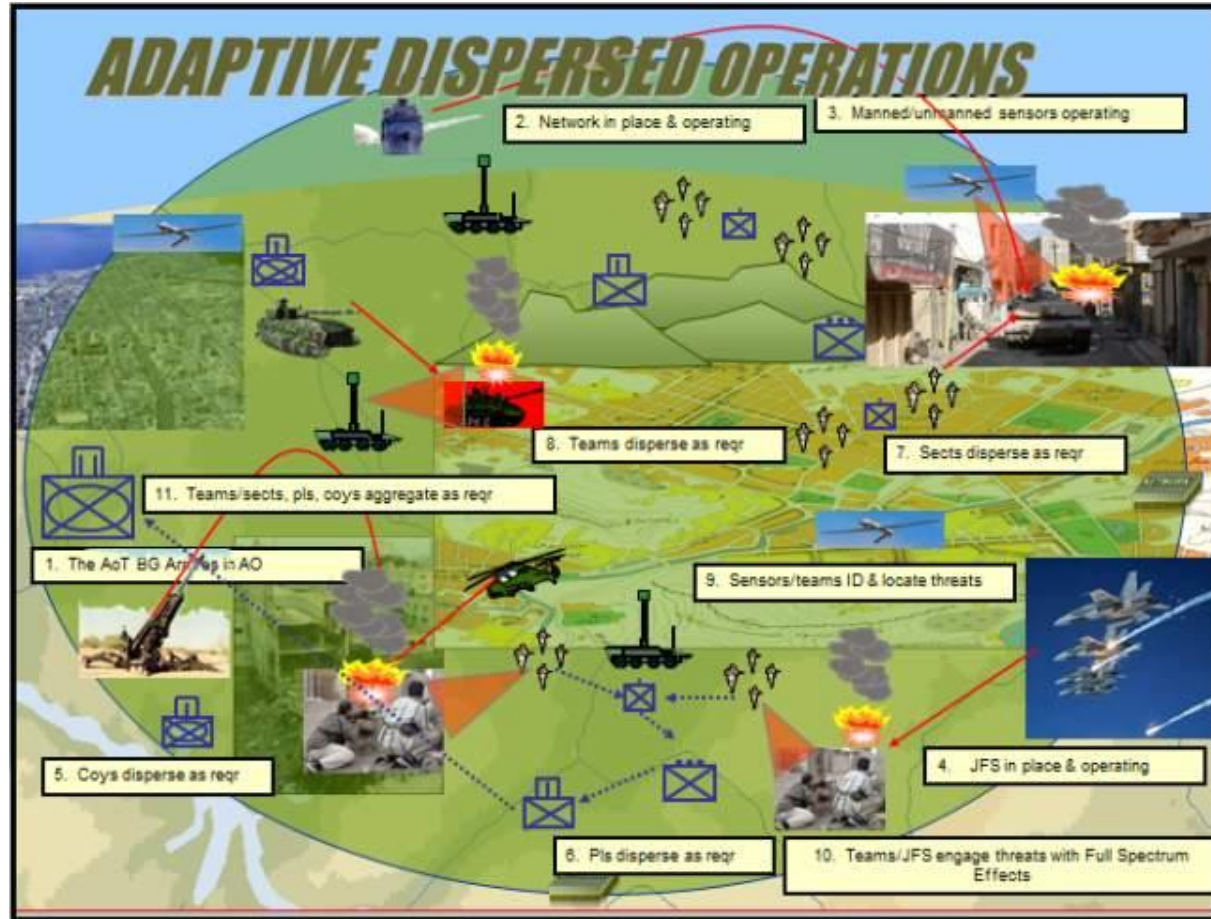 ADAPTIVE DISPERSED OPERATIONS
2. Network in place & operating
3. Manned/unmanned sensors operating
8. Teams disperse as reqr
7. Sects disperse as reqr
11. Teams/sects, pls, coys aggregate as reqr
1. The AoT BG Arrives in AO
9. Sensors/teams ID & locate threats
5. Coys disperse as reqr
4. JFS in place & operating
6. Pls disperse as reqr
10. Teams/JFS engage threats with Full Spectrum
Effects